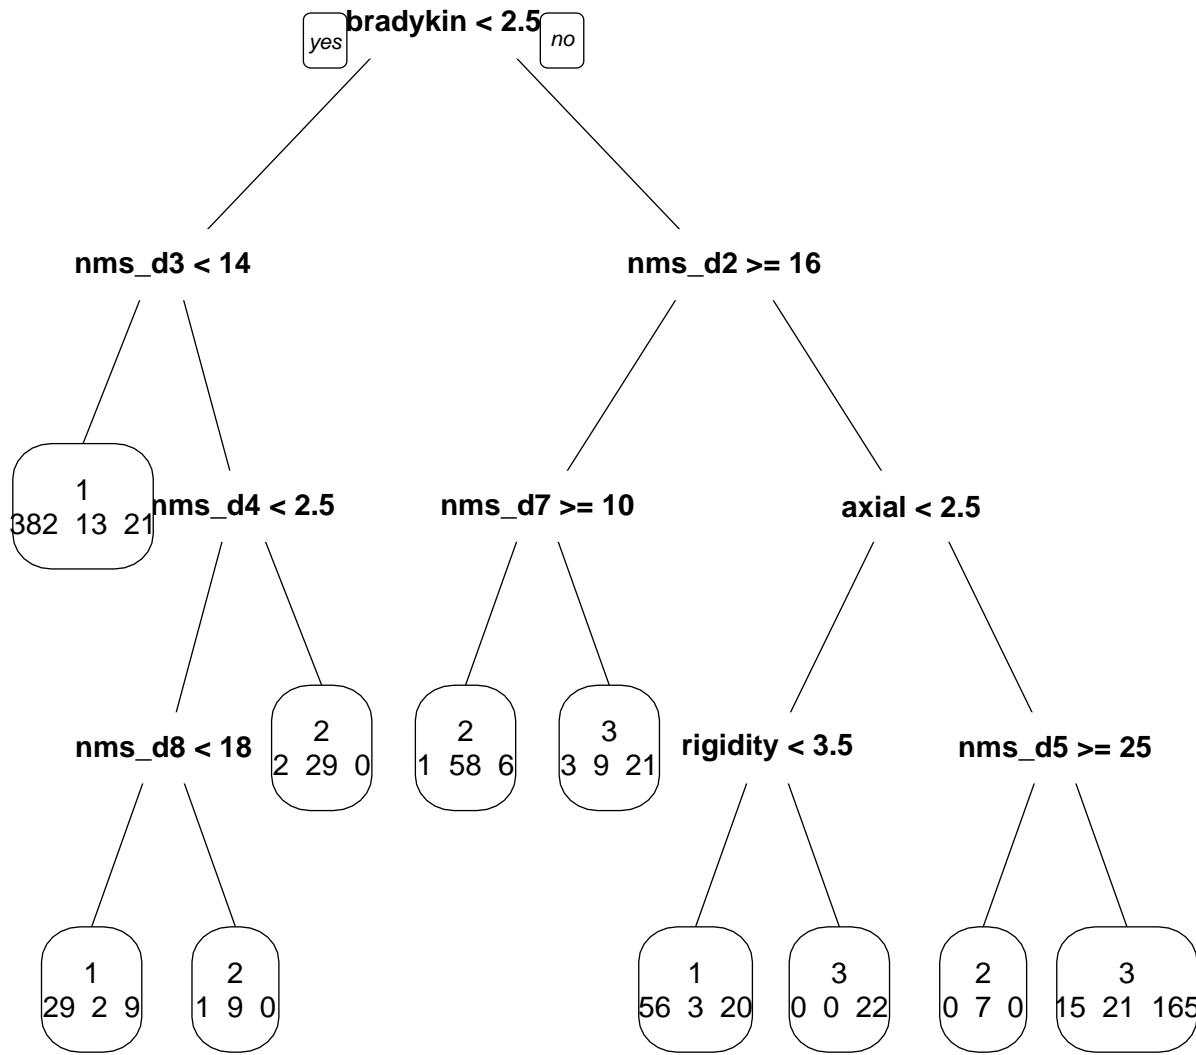 bradykin < 2.5
yes
no
nms_d3 < 14
nms_d2 >= 16
1
382 13 21
nms_d4 < 2.5
nms_d7 >= 10
axial < 2.5
nms_d8 < 18
2
2 29 0
2
1 58 6
3
3 9 21
rigidity < 3.5
nms_d5 >= 25
1
29 2 9
2
1 9 0
1
56 3 20
3
0 0 22
2
0 7 0
3
15 21 165